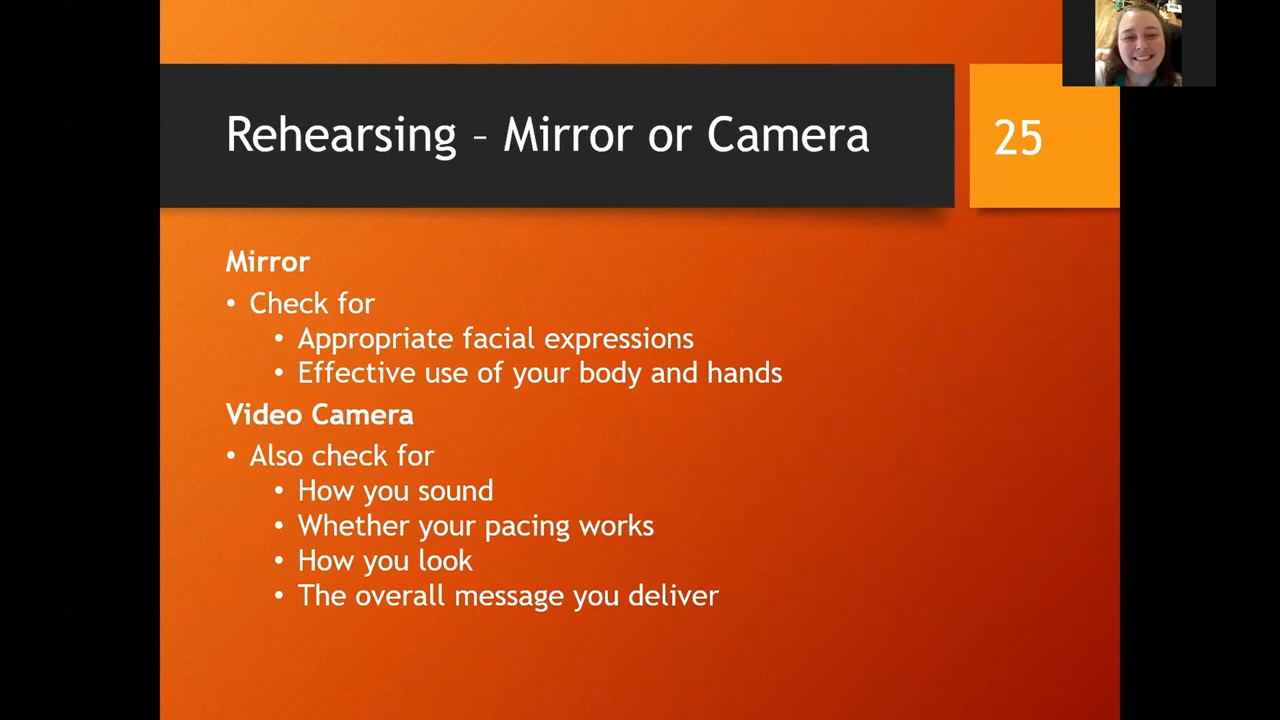 Rehearsing – Mirror or Camera
25
Mirror
• Check for
• Appropriate facial expressions
• Effective use of your body and hands
Video Camera
• Also check for
• How you sound
• Whether your pacing works
• How you look
• The overall message you deliver